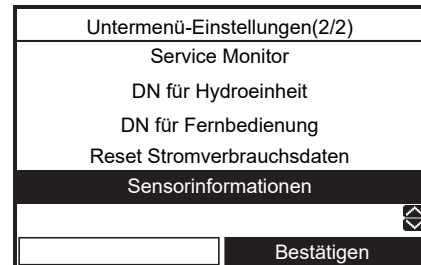 Untermenü-Einstellungen(2/2)
Service Monitor
DN für Hydroeinheit
DN für Fernbedienung
Reset Stromverbrauchsdaten
Sensorinformationen
Bestätigen